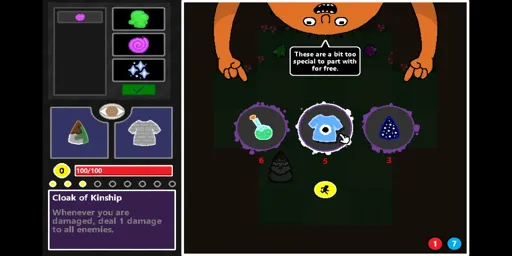 These are a bit too
special to part with
for free.
6
5
3
0
100/100
Cloak of Kinship
Whenever you are
damaged, deal 1 damage
to all enemies.
1
7